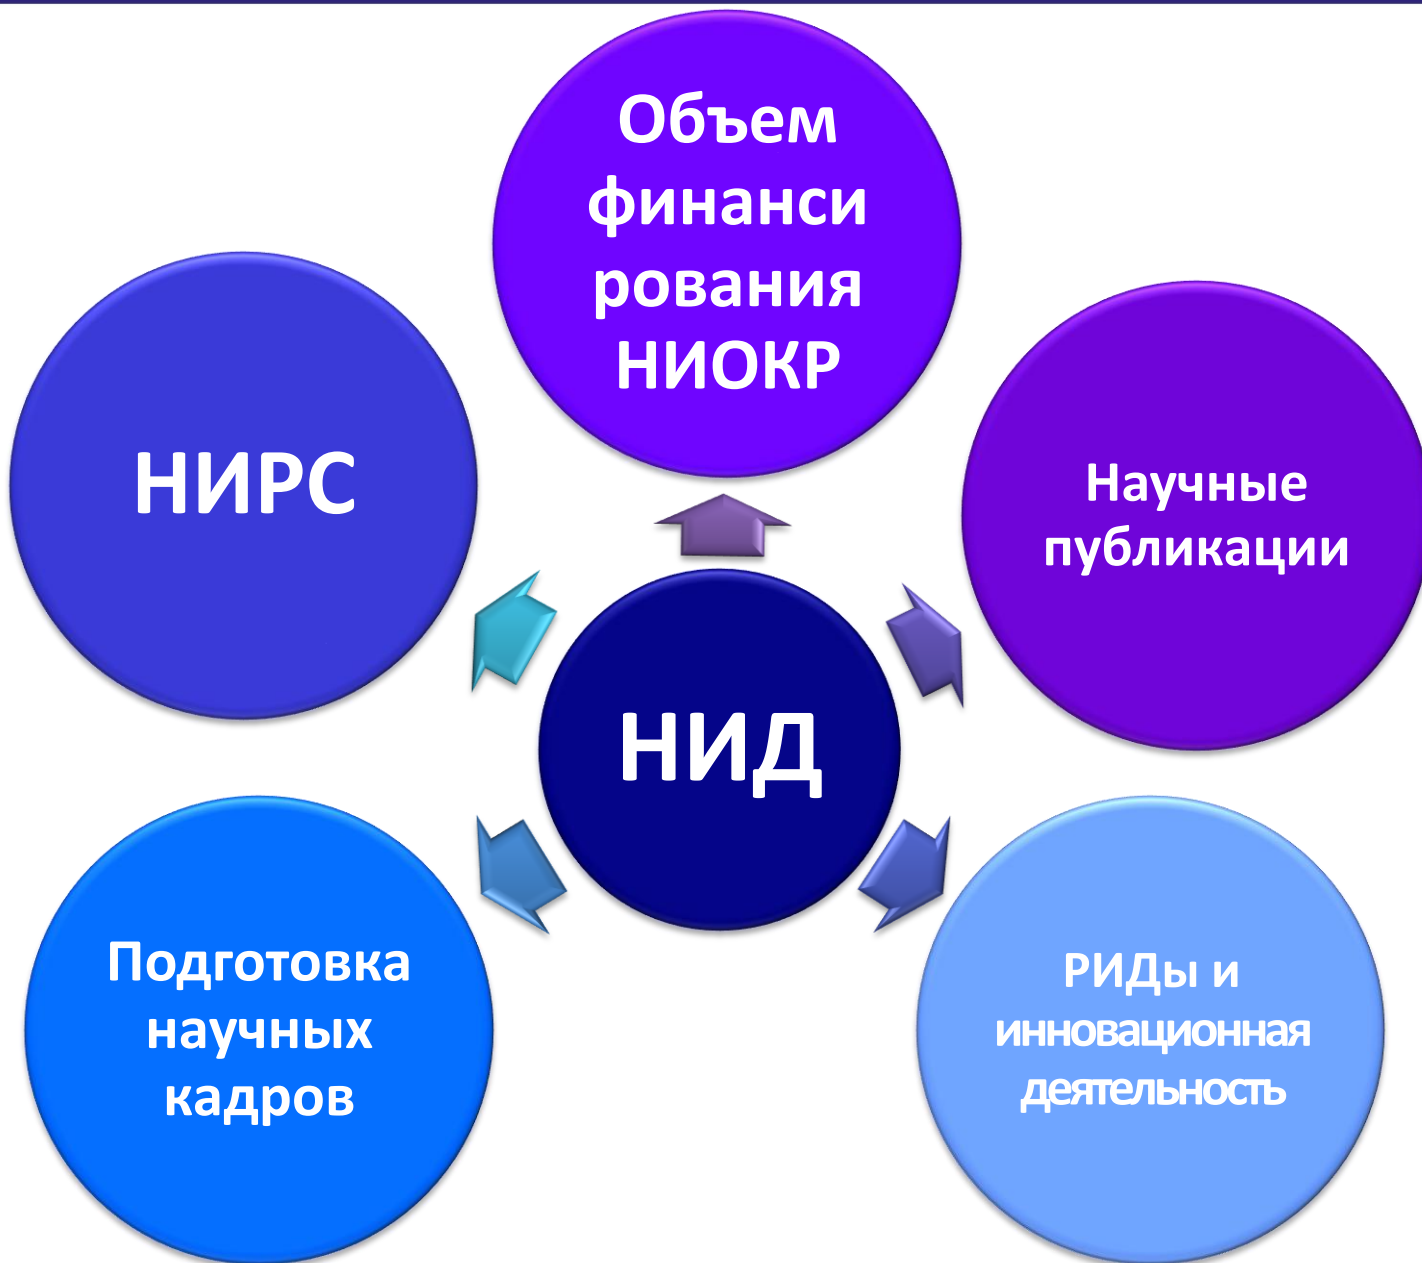 Объем
финанси
рования
НИОКР
НИРС
Научные
публикации
НИД
Подготовка
научных
кадров
РИДы и
инновационная
деятельность